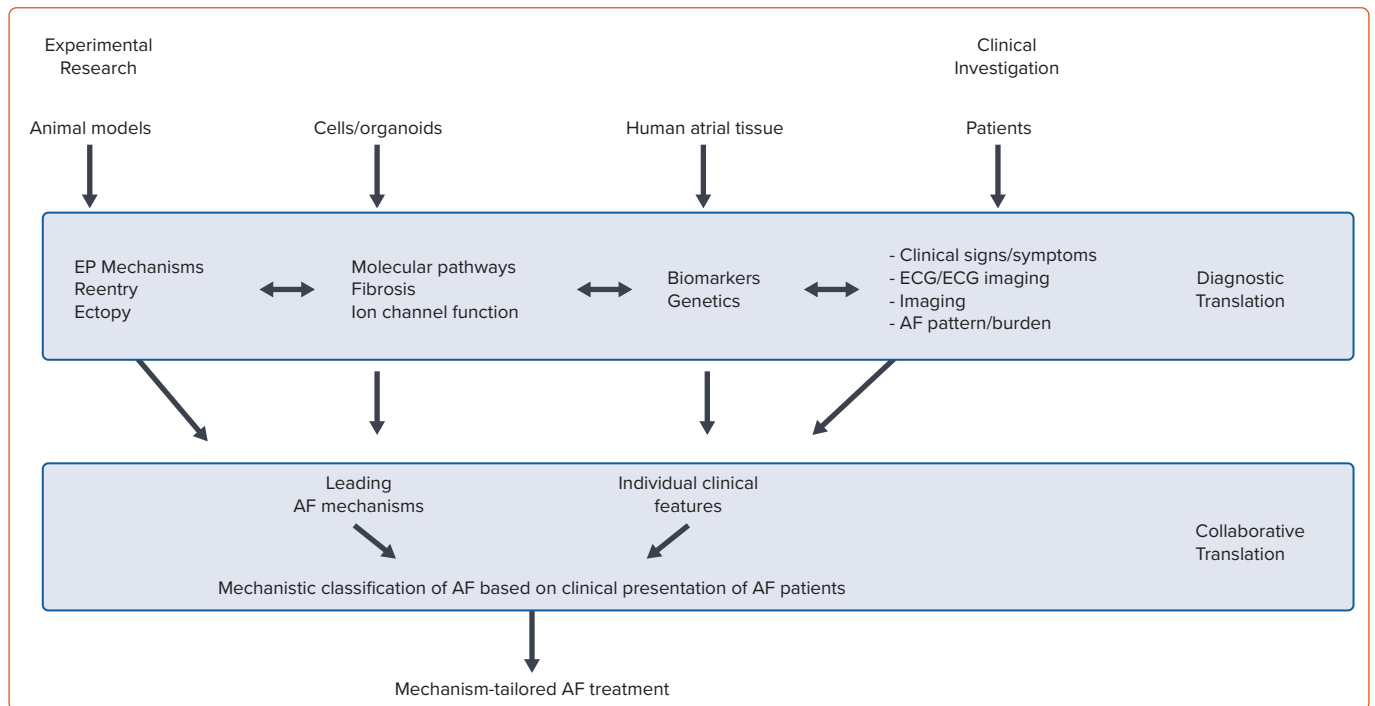 Experimental
Research
Clinical
Investigation
Animal models
Cells/organoids
Human atrial tissue
Patients
EP Mechanisms
Reentry
Ectopy
Molecular pathways
Fibrosis
Ion channel function
Biomarkers
Genetics
- Clinical signs/symptoms
- ECG/ECG imaging
- Imaging
- AF pattern/burden
Diagnostic
Translation
Leading
AF mechanisms
Individual clinical
features
Collaborative
Translation
Mechanistic classification of AF based on clinical presentation of AF patients
Mechanism-tailored AF treatment